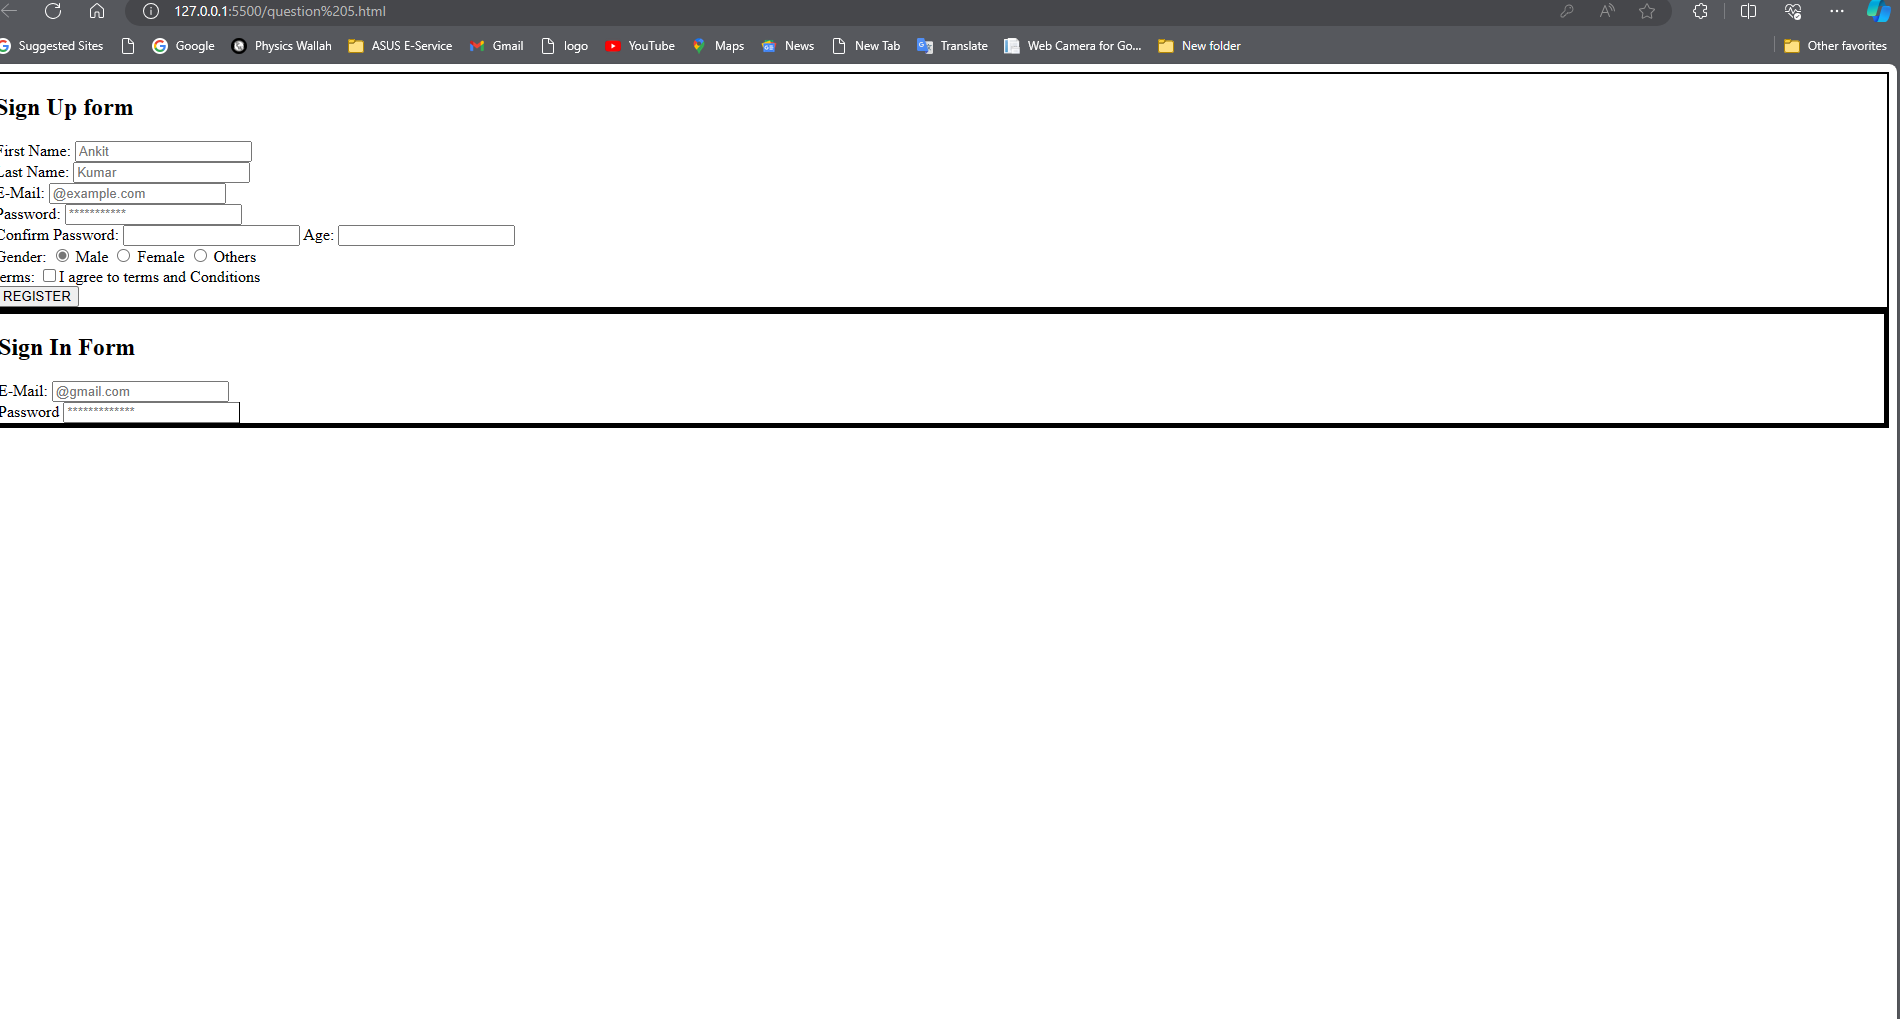 127.0.0.1:5500/question%205.html
Suggested Sites Google Physics Wallah ASUS E-Service Gmail logo YouTube Maps News New Tab Translate Web Camera for Go... New folder Other favorites
Sign Up form
First Name: Ankit
Last Name: Kumar
E-Mail: @example.com
Password: ***********
Confirm Password: Age:
Gender: Male Female Others
erms: I agree to terms and Conditions
REGISTER
Sign In Form
E-Mail: @gmail.com
Password *************